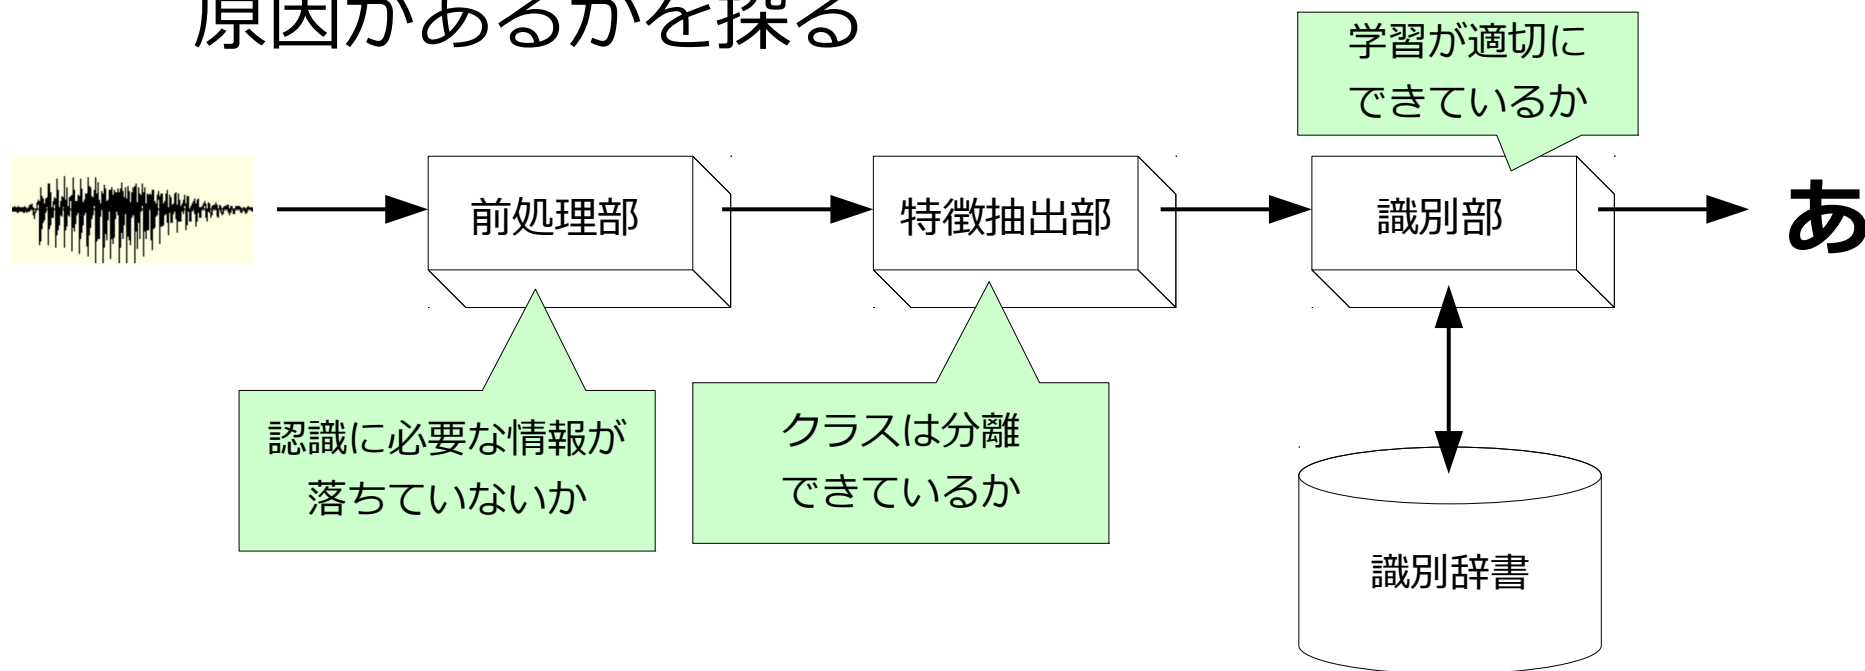 原因があるかを探る
学習が適切に
できているか
前処理部
特徴抽出部
識別部
あ
認識に必要な情報が
落ちていないか
クラスは分離
できているか
識別辞書